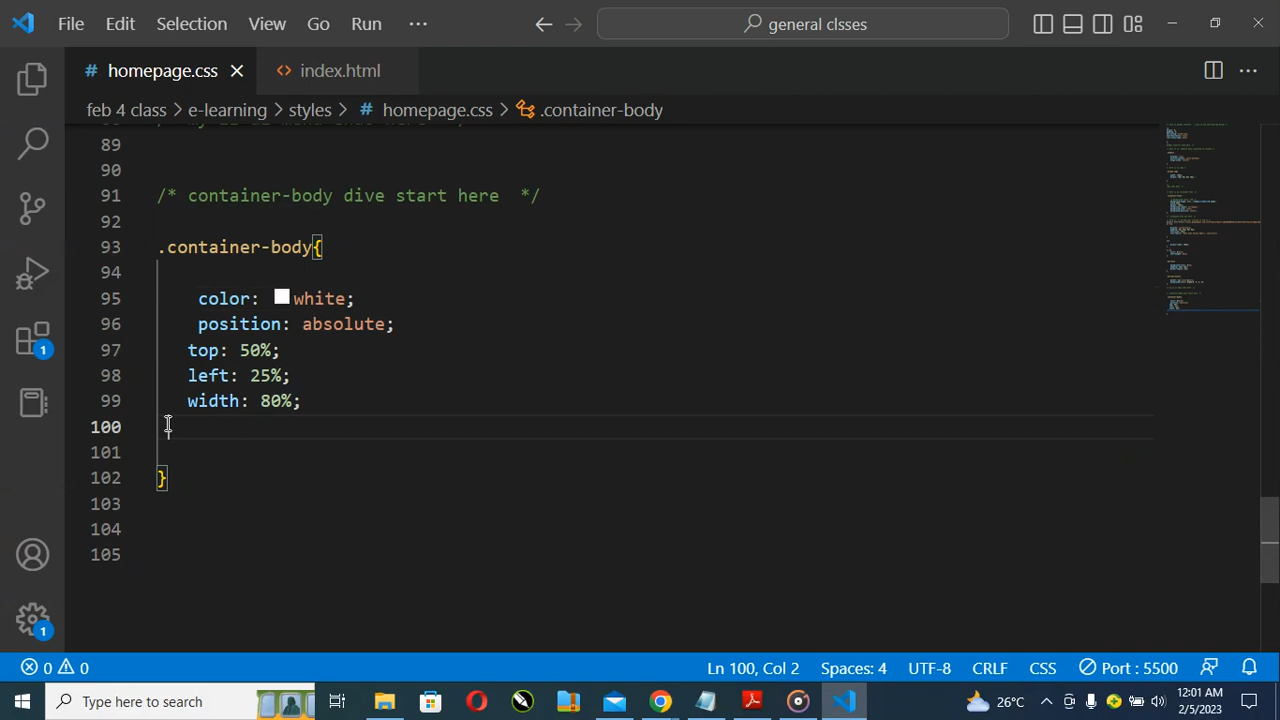 File Edit Selection View Go Run ··· general clsses
# homepage.css × <> index.html
feb 4 class > e-learning > styles > # homepage.css > .container-body
89
90
91 /* container-body dive start here  */
92
93 .container-body{
94
95 color: white;
96 position: absolute;
97 top: 50%;
98 left: 25%;
99 width: 80%;
100
101
102 }
103
104
105
1
1
0 0 Ln 100, Col 2 Spaces: 4 UTF-8 CRLF CSS Port : 5500
Type here to search 26°C 12:01 AM
2/5/2023